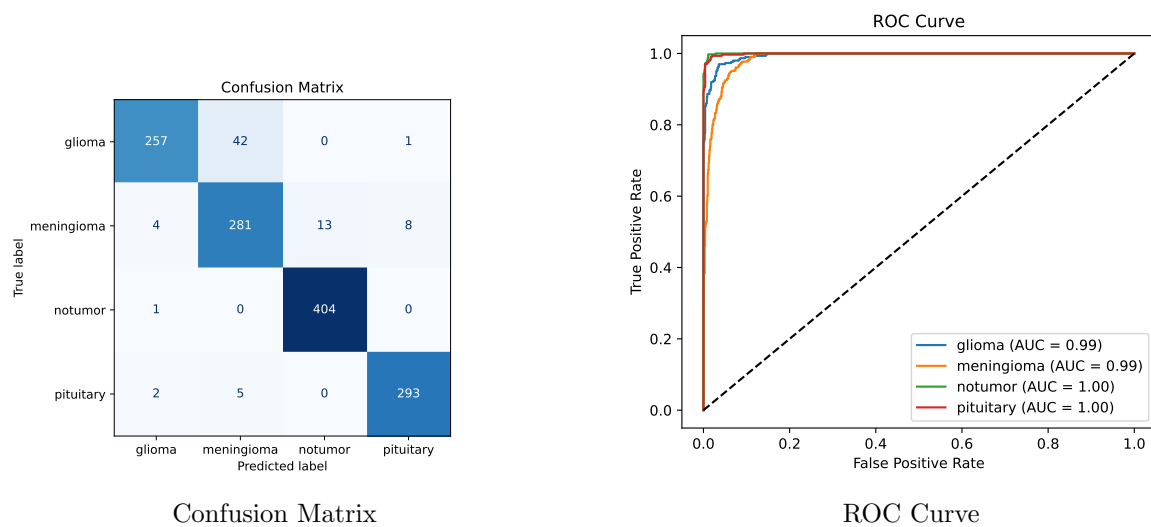 Confusion Matrix
glioma 257 42 0 1
meningioma 4 281 13 8
notumor 1 0 404 0
pituitary 2 5 0 293
True label
glioma meningioma notumor pituitary
Predicted label
Confusion Matrix
ROC Curve
1.0
0.8
0.6
0.4
0.2
0.0
True Positive Rate
glioma (AUC = 0.99)
meningioma (AUC = 0.99)
notumor (AUC = 1.00)
pituitary (AUC = 1.00)
0.0 0.2 0.4 0.6 0.8 1.0
False Positive Rate
ROC Curve